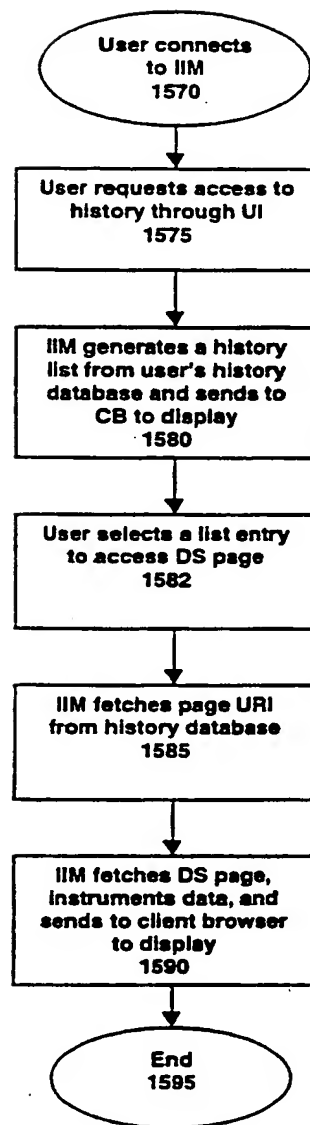 User connects
to IIM
1570
User requests access to
history through UI
1575
IIM generates a history
list from user's history
database and sends to
CB to display
1580
User selects a list entry
to access DS page
1582
IIM fetches page URI
from history database
1585
IIM fetches DS page,
instruments data, and
sends to client browser
to display
1590
End
1595